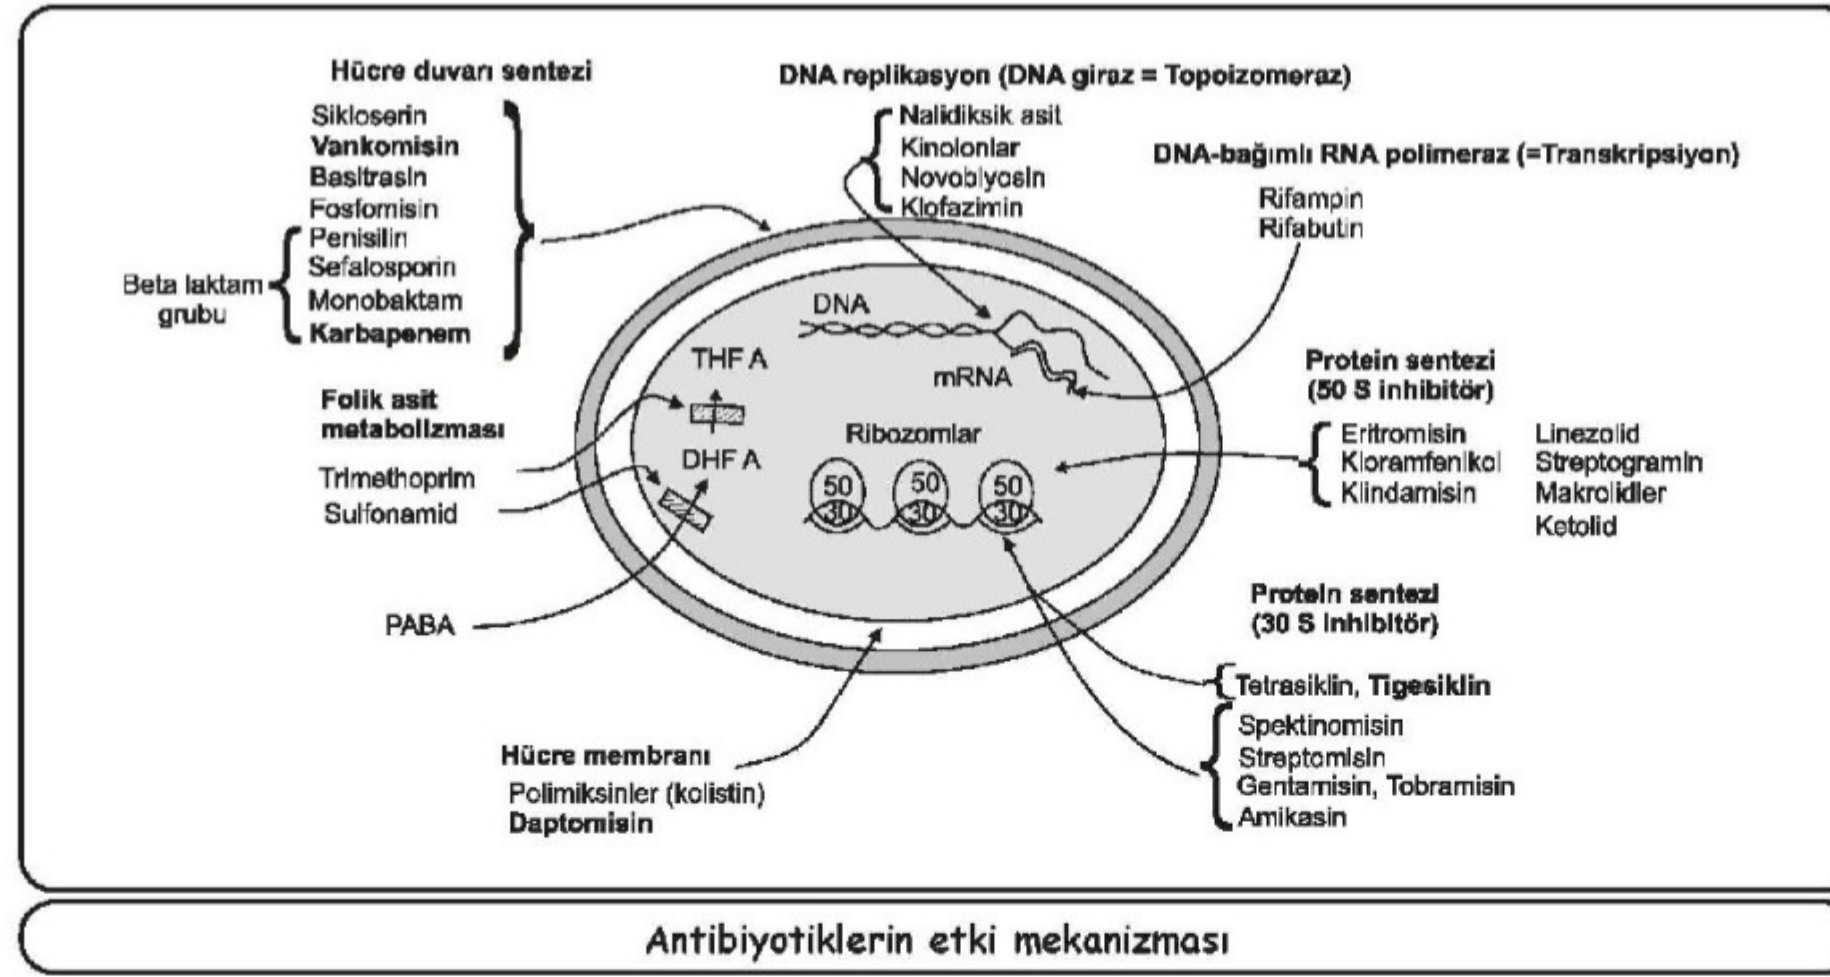 Hücre duvarı sentezi
Sikloserin
Vankomisin
Basitrasin
Fosfomisin
Penisilin
Sefalosporin
Monobaktam
Karbapenem
Beta laktam
grubu
DNA replikasyon (DNA giraz = Topoizomeraz)
Nalidiksik asit
Kinolonlar
Novobiyosin
Klofazimin
DNA-bağımlı RNA polimeraz (=Transkripsiyon)
Rifampin
Rifabutin
DNA
mRNA
THF A
DHF A
Ribozomlar
50 50 50
30 30 30
Folik asit
metabolizması
Trimethoprim
Sulfonamid
PABA
Protein sentezi
(50 S inhibitör)
Eritromisin Linezolid
Kloramfenikol Streptogramin
Klindamisin Makrolidler
Ketolid
Protein sentezi
(30 S inhibitör)
Tetrasiklin, Tigesiklin
Spektinomisin
Streptomisin
Gentamisin, Tobramisin
Amikasin
Hücre membranı
Polimiksinler (kolistin)
Daptomisin
Antibiyotiklerin etki mekanizması